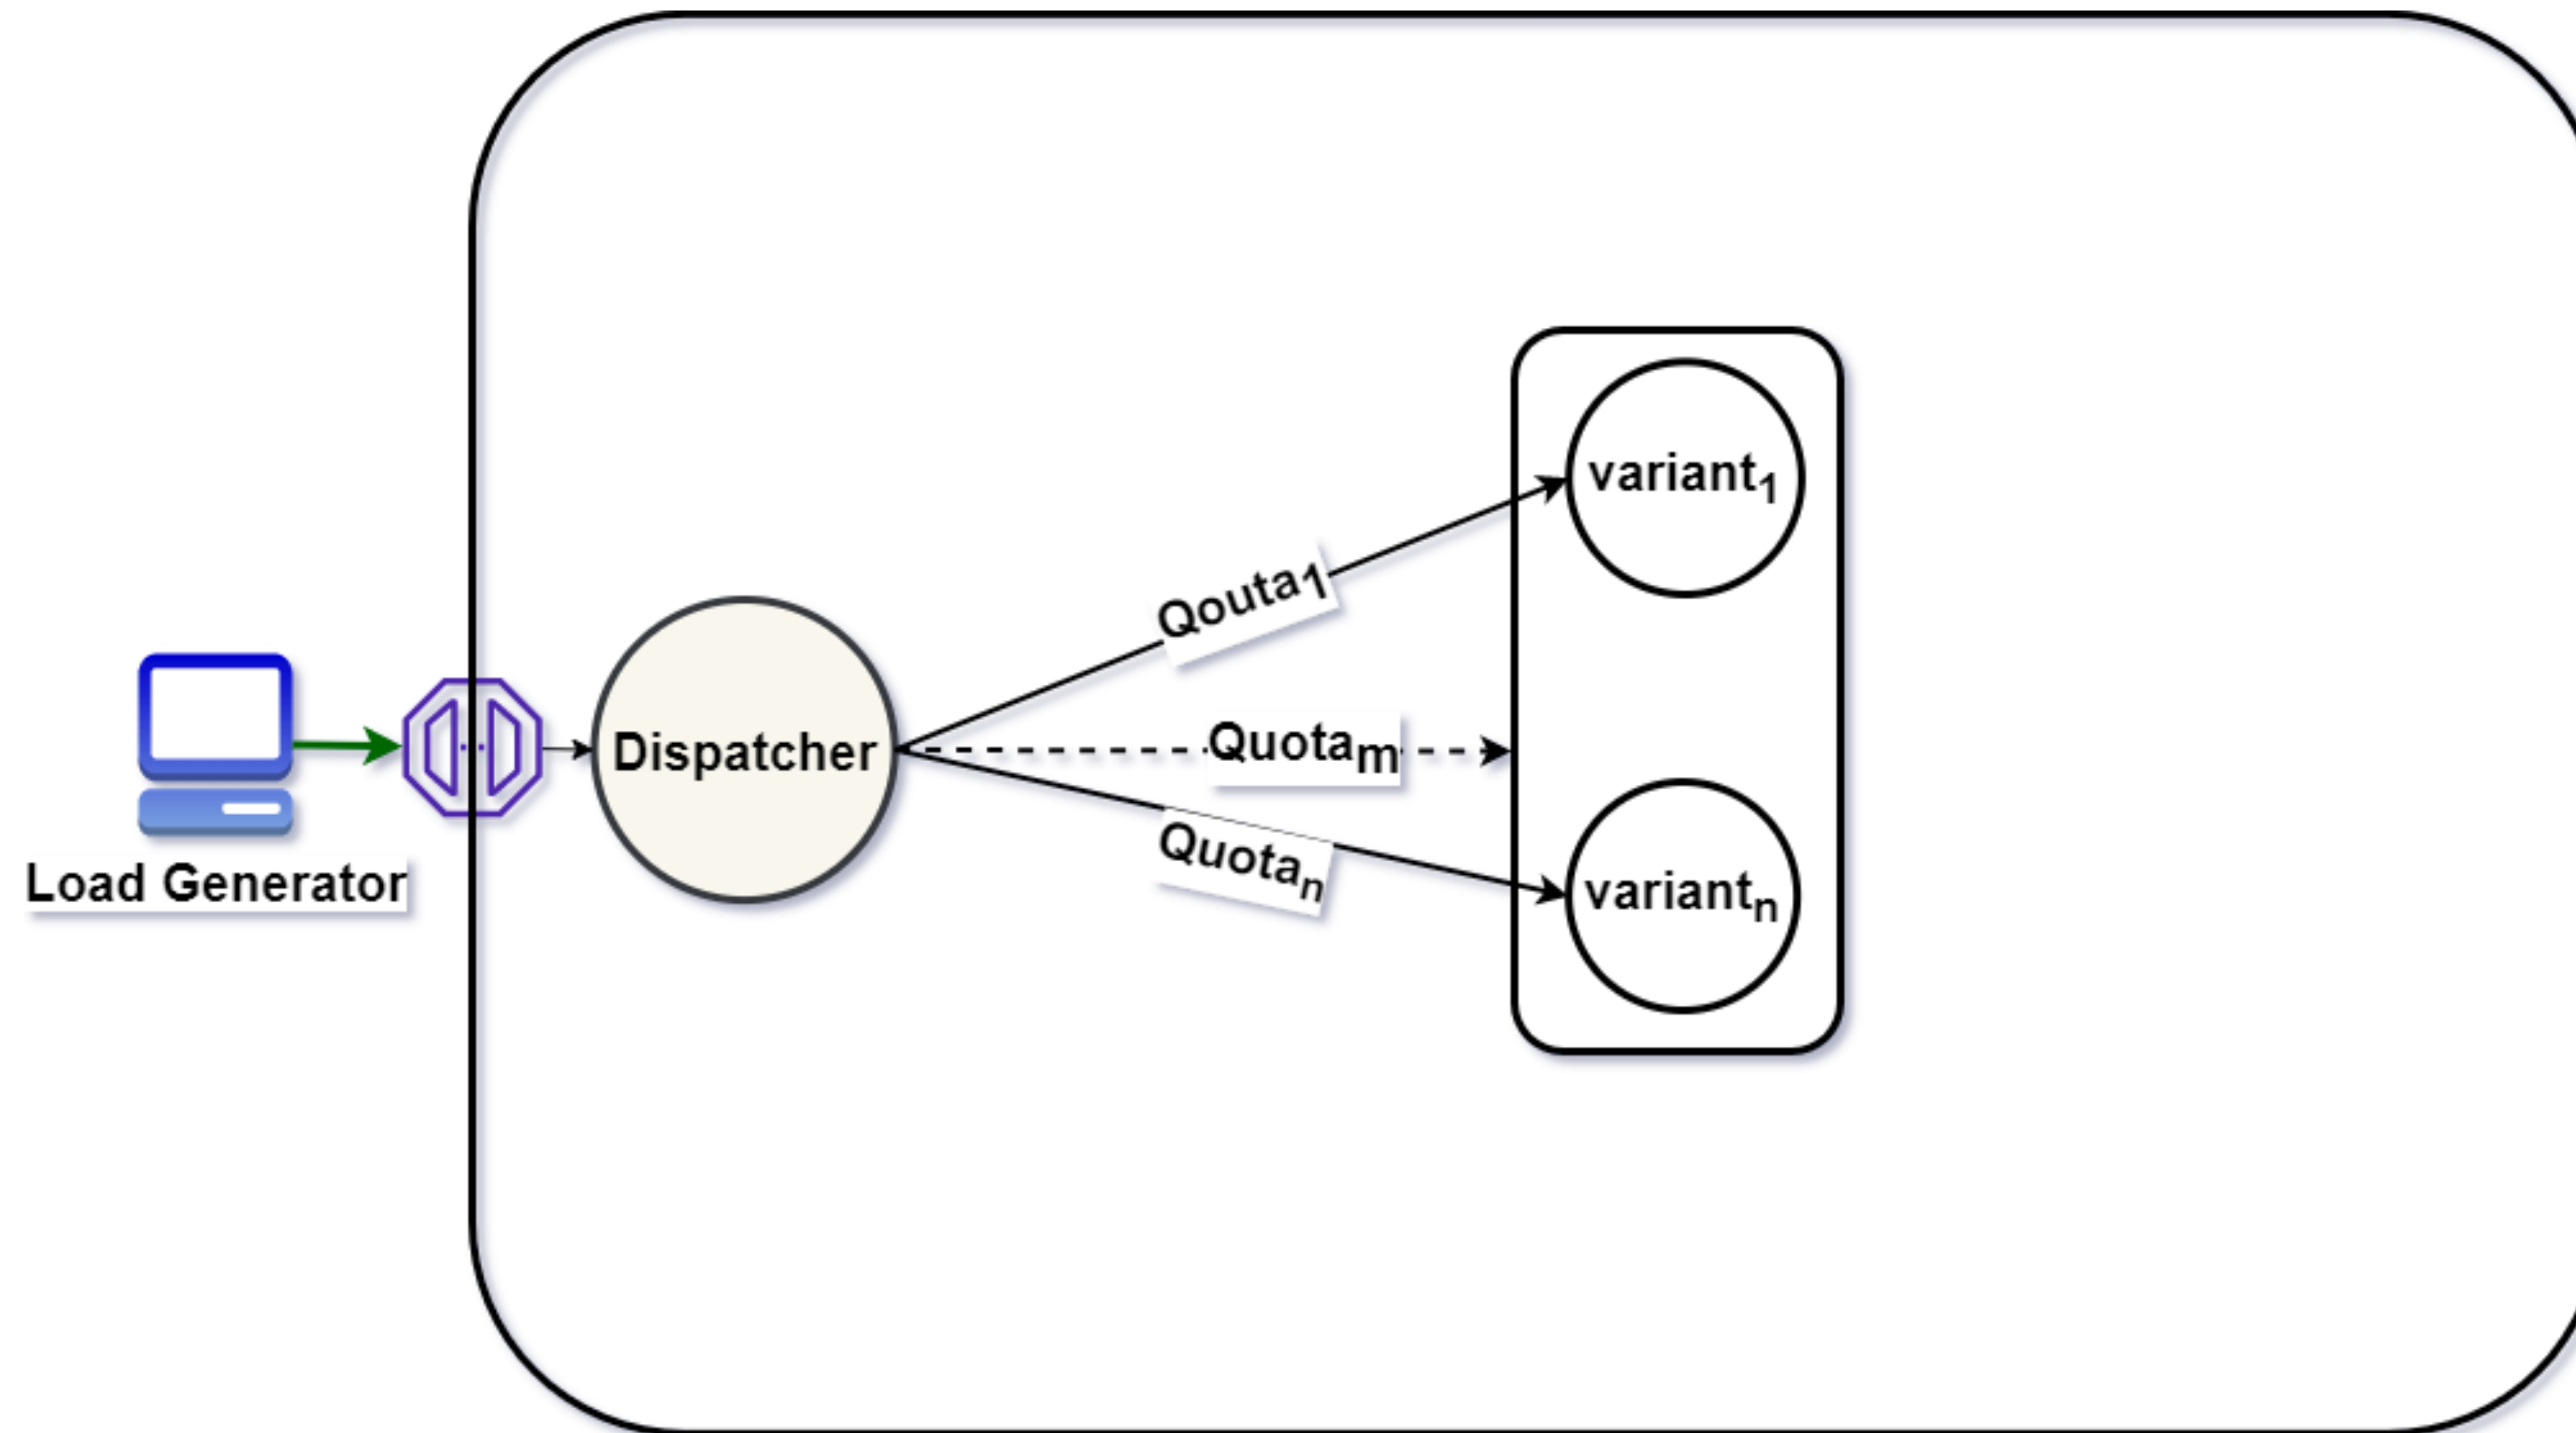 variant1
Qouta1
Dispatcher
Quotam
Quotan
variantn
Load Generator